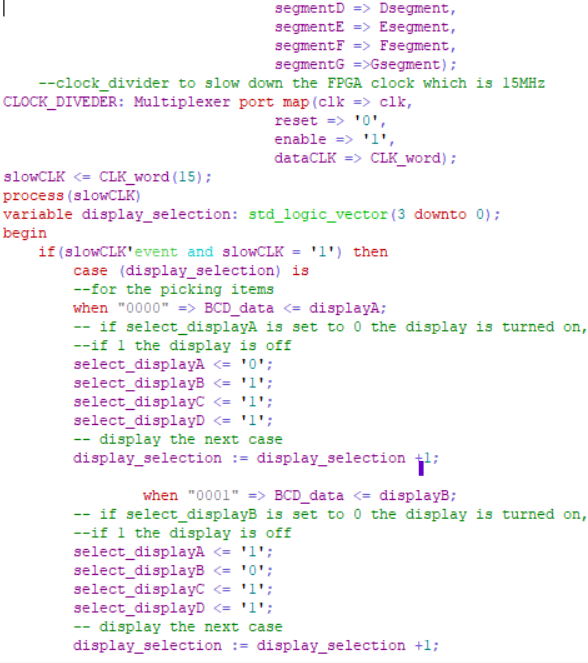 segmentD => Dsegment,
segmentE => Esegment,
segmentF => Fsegment,
segmentG =>Gsegment);
--clock_divider to slow down the FPGA clock which is 15MHz
CLOCK_DIVEDER: Multiplexer port map(clk => clk,
reset => '0',
enable => '1',
dataCLK => CLK_word);
slowCLK <= CLK_word(15);
process(slowCLK)
variable display_selection: std_logic_vector(3 downto 0);
begin
if(slowCLK'event and slowCLK = '1') then
case (display_selection) is
--for the picking items
when "0000" => BCD_data <= displayA;
-- if select_displayA is set to 0 the display is turned on,
--if 1 the display is off
select_displayA <= '0';
select_displayB <= '1';
select_displayC <= '1';
select_displayD <= '1';
-- display the next case
display_selection := display_selection +1;
when "0001" => BCD_data <= displayB;
-- if select_displayB is set to 0 the display is turned on,
--if 1 the display is off
select_displayA <= '1';
select_displayB <= '0';
select_displayC <= '1';
select_displayD <= '1';
-- display the next case
display_selection := display_selection +1;